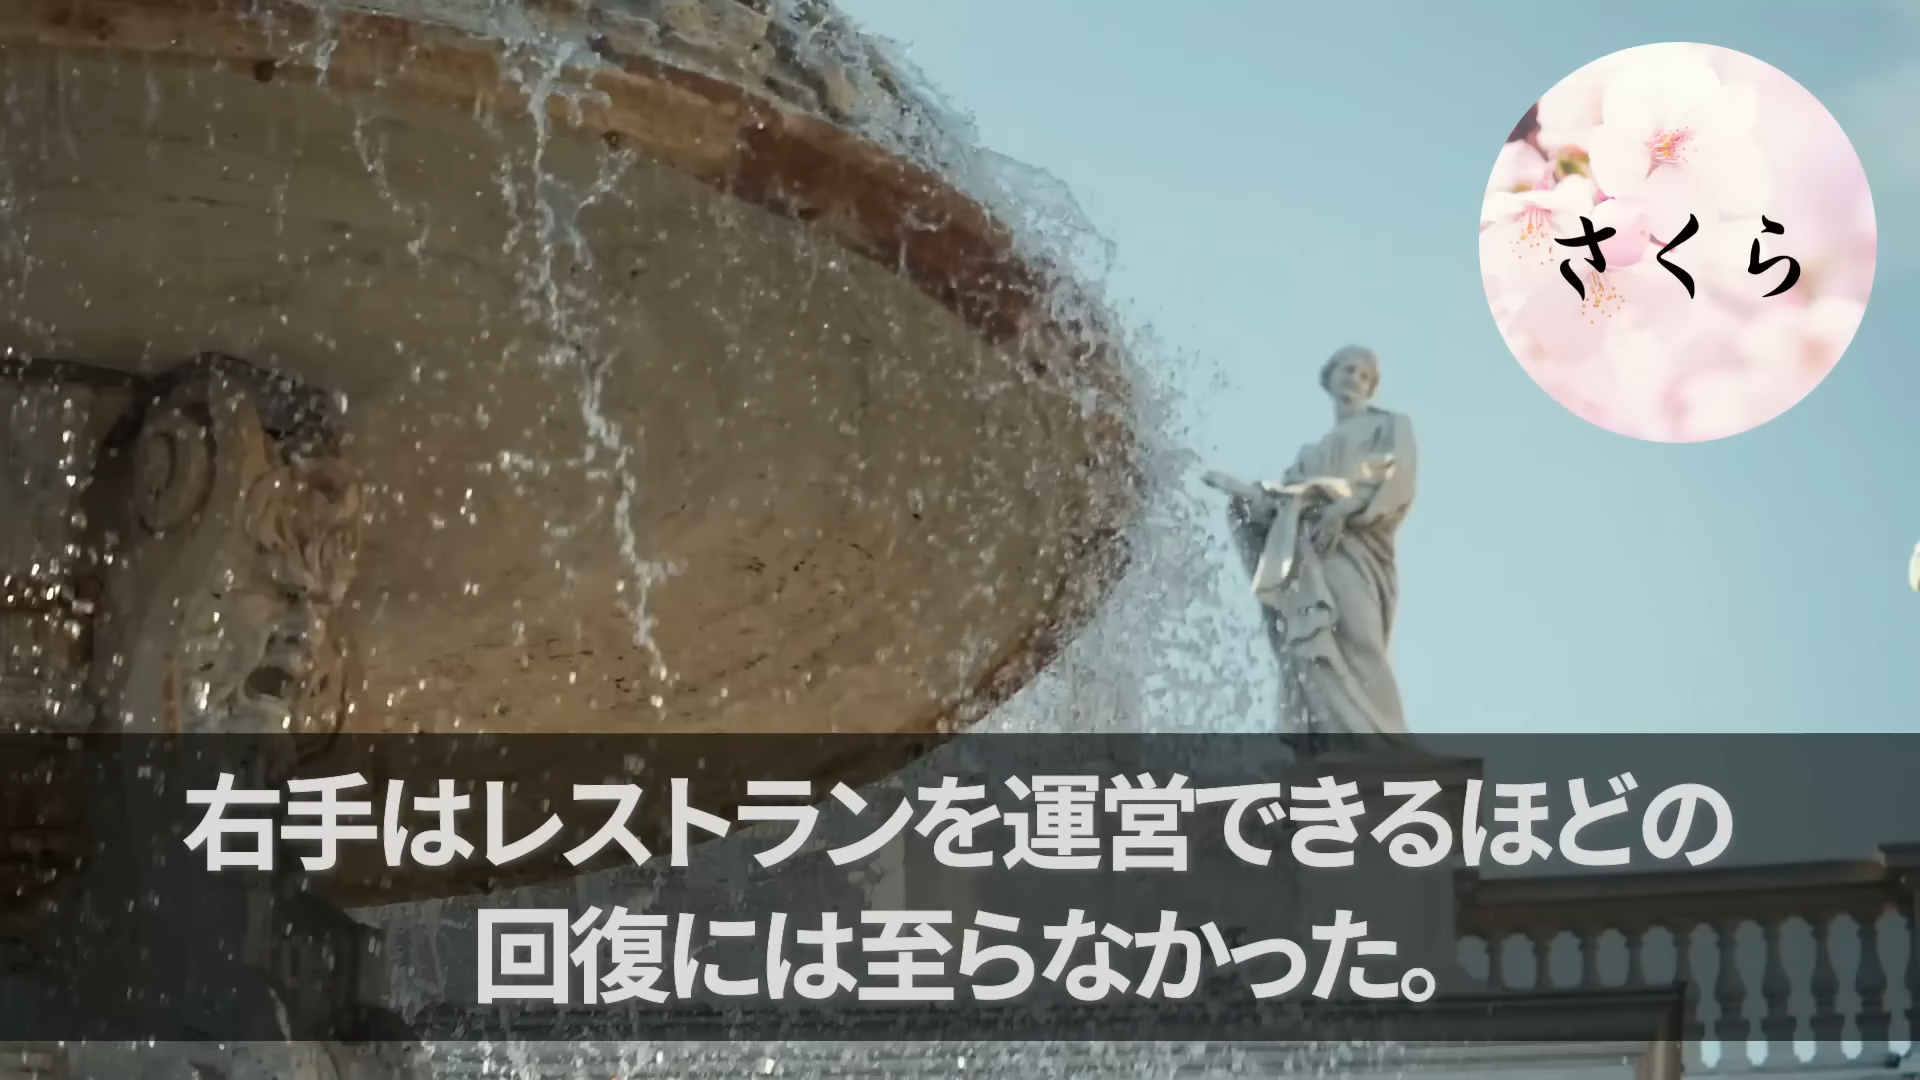 さくら
右手はレストランを運営できるほどの
回復には至らなかった。